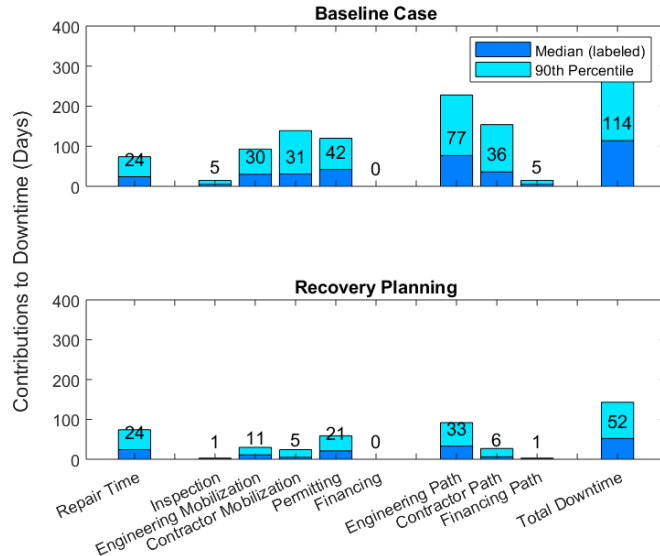 Baseline Case
Median (labeled)
90th Percentile
Contributions to Downtime (Days)
400
300
200
100
0
24
5
30
31
42
0
77
36
5
114
Recovery Planning
400
300
200
100
0
24
1
11
5
21
0
33
6
1
52
Repair Time
Inspection
Engineering Mobilization
Contractor Mobilization
Permitting
Financing
Engineering Path
Contractor Path
Financing Path
Total Downtime